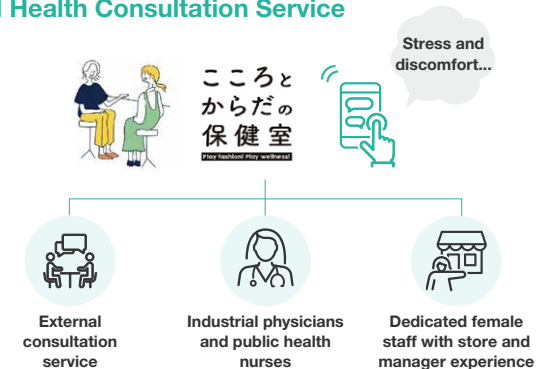 Health Consultation Service
Stress and
discomfort...
こころと
からだの
保健室
Play fashion! Play wellness!
External
consultation
service
Industrial physicians
and public health
nurses
Dedicated female
staff with store and
manager experience